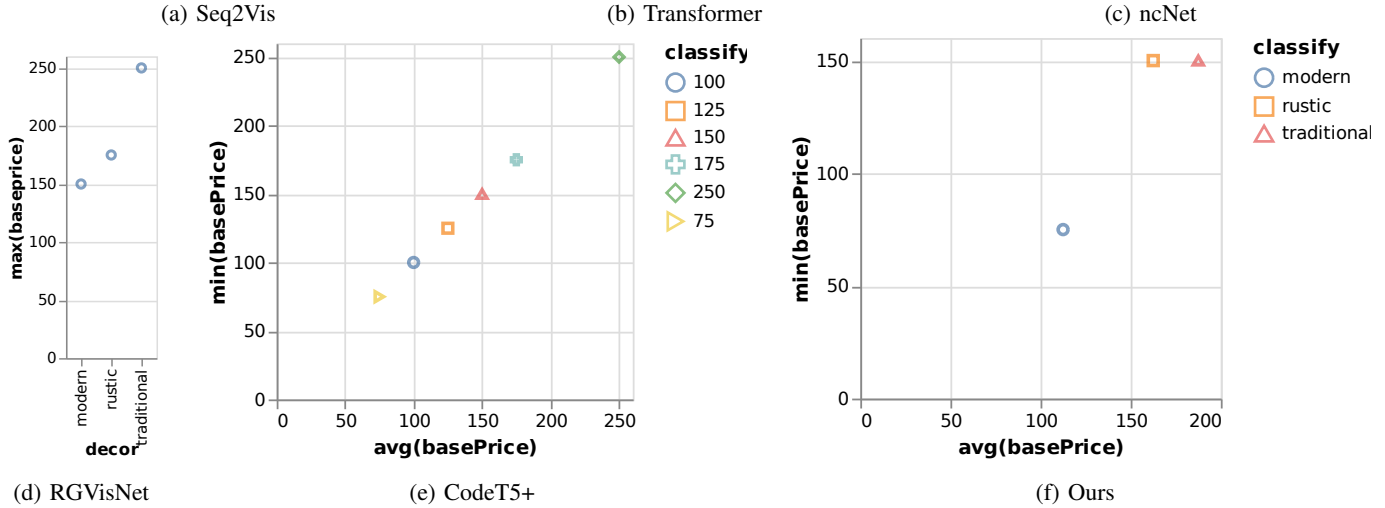 (a) Seq2Vis
(b) Transformer
(c) ncNet
max(baseprice)
250
200
150
100
50
0
modern
rustic
traditional
decor
(d) RGVisNet
min(basePrice)
250
200
150
100
50
0
0 50 100 150 200 250
avg(basePrice)
classify
100
125
150
175
250
75
(e) CodeT5+
min(basePrice)
150
100
50
0
0 50 100 150 200
avg(basePrice)
classify
modern
rustic
traditional
(f) Ours